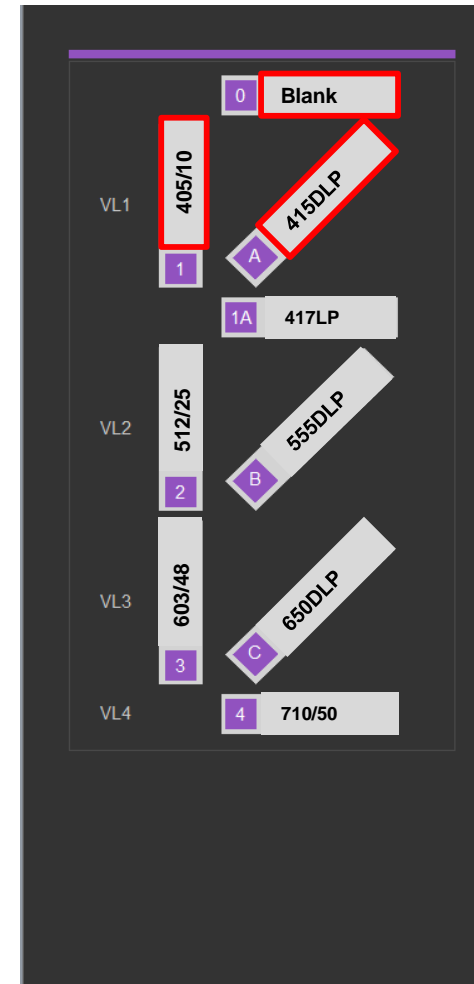 0 Blank
VL1 405/10 415DLP
1 A
1A 417LP
VL2 512/25 555DLP
2 B
VL3 603/48 650DLP
3 C
VL4 4 710/50